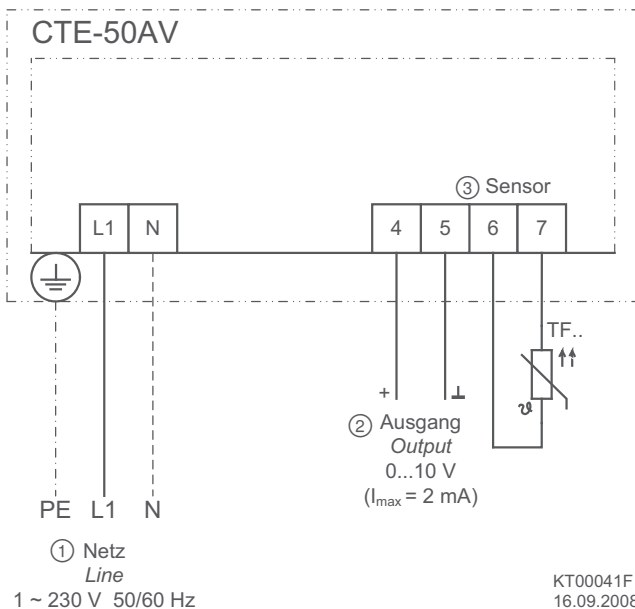 CTE-50AV
③ Sensor
L1 N 4 5 6 7
TF..
+ ⊥
ϑ
② Ausgang
Output
0...10 V
(Imax = 2 mA)
PE L1 N
① Netz
Line
1 ~ 230 V 50/60 Hz
KT00041F
16.09.2008